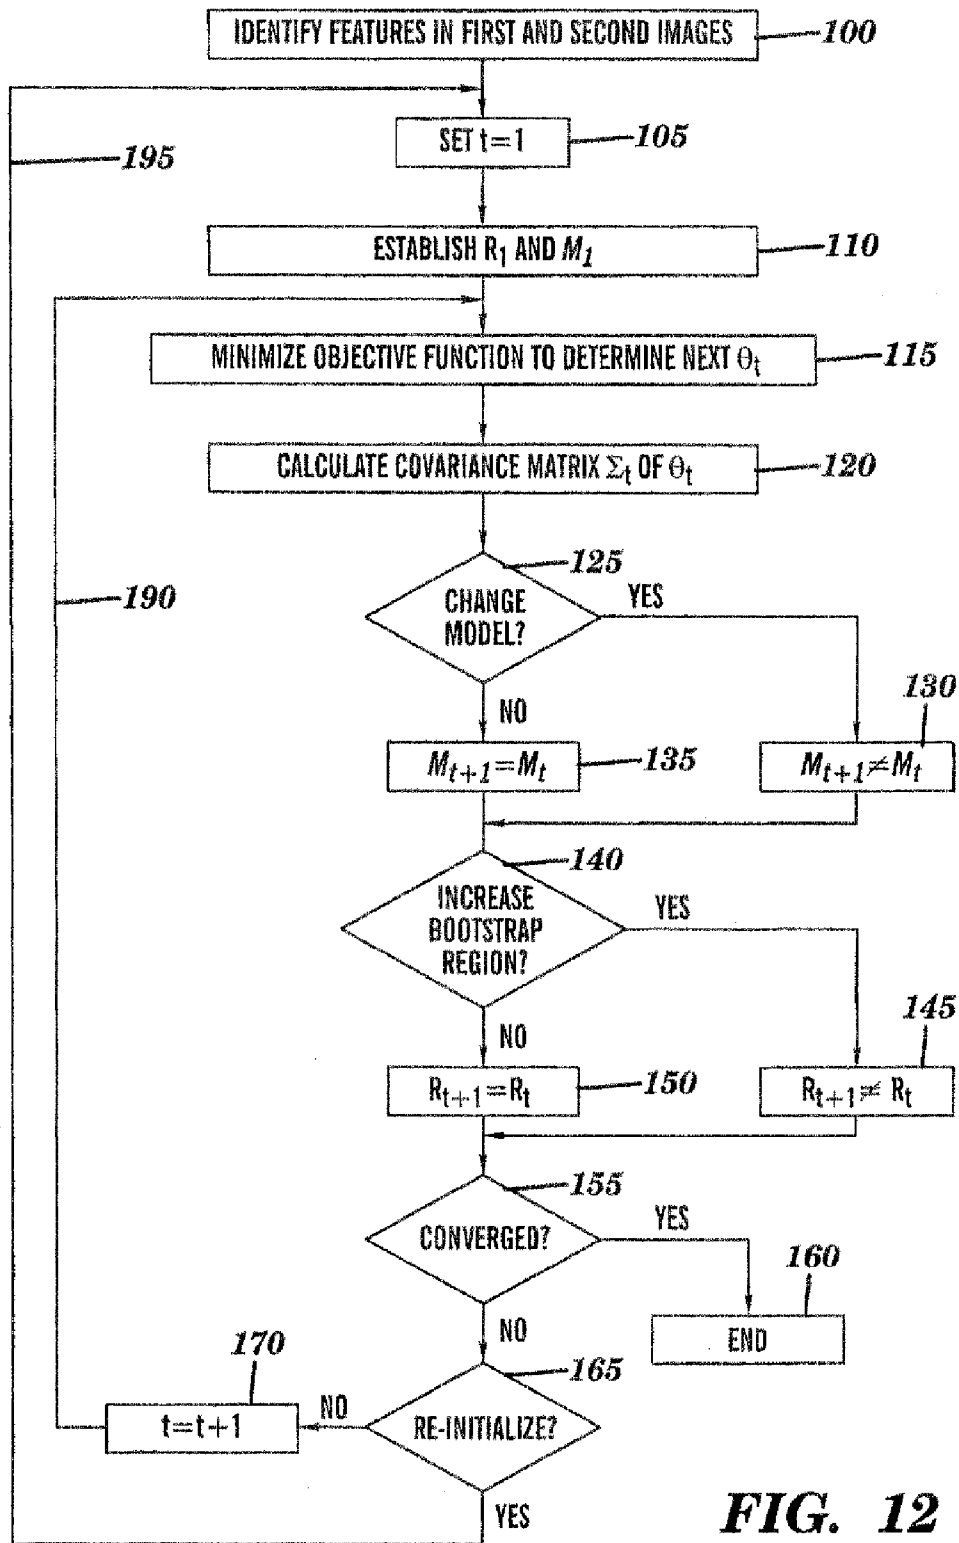 IDENTIFY FEATURES IN FIRST AND SECOND IMAGES
100
SET t=1
105
195
ESTABLISH R₁ AND M₁
110
MINIMIZE OBJECTIVE FUNCTION TO DETERMINE NEXT Θₜ
115
CALCULATE COVARIANCE MATRIX Σₜ OF Θₜ
120
125
CHANGE
MODEL?
YES
190
NO
130
Mₜ₊₁=Mₜ
135
Mₜ₊₁≠Mₜ
140
INCREASE
BOOTSTRAP
REGION?
YES
NO
145
Rₜ₊₁=Rₜ
150
Rₜ₊₁≠ Rₜ
155
CONVERGED?
YES
160
END
NO
170
165
t=t+1
NO
RE-INITIALIZE?
YES
FIG. 12